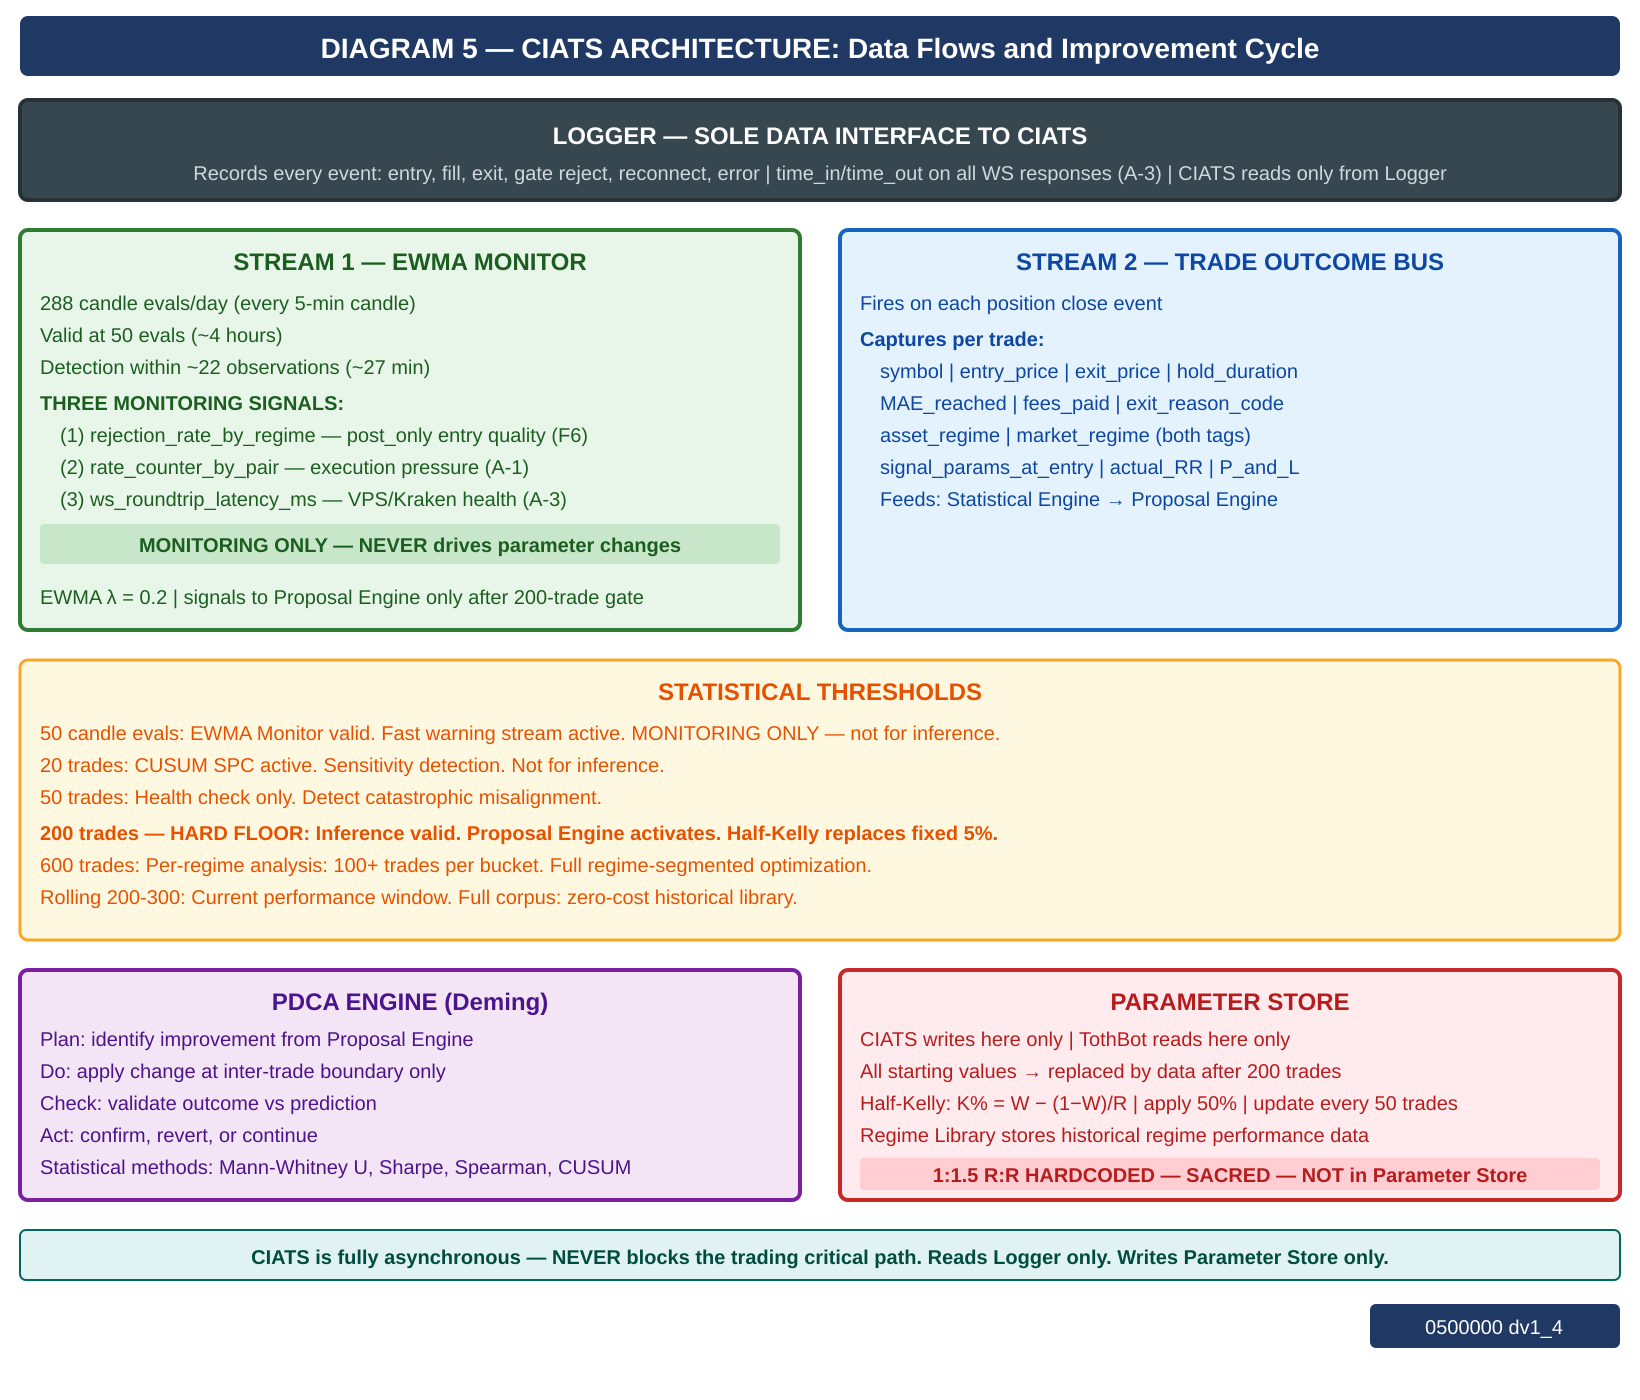 DIAGRAM 5 — CIATS ARCHITECTURE: Data Flows and Improvement Cycle
LOGGER — SOLE DATA INTERFACE TO CIATS
Records every event: entry, fill, exit, gate reject, reconnect, error | time_in/time_out on all WS responses (A-3) | CIATS reads only from Logger
STREAM 1 — EWMA MONITOR
288 candle evals/day (every 5-min candle)
Valid at 50 evals (~4 hours)
Detection within ~22 observations (~27 min)
THREE MONITORING SIGNALS:
(1) rejection_rate_by_regime — post_only entry quality (F6)
(2) rate_counter_by_pair — execution pressure (A-1)
(3) ws_roundtrip_latency_ms — VPS/Kraken health (A-3)
MONITORING ONLY — NEVER drives parameter changes
EWMA λ = 0.2 | signals to Proposal Engine only after 200-trade gate
STREAM 2 — TRADE OUTCOME BUS
Fires on each position close event
Captures per trade:
symbol | entry_price | exit_price | hold_duration
MAE_reached | fees_paid | exit_reason_code
asset_regime | market_regime (both tags)
signal_params_at_entry | actual_RR | P_and_L
Feeds: Statistical Engine → Proposal Engine
STATISTICAL THRESHOLDS
50 candle evals: EWMA Monitor valid. Fast warning stream active. MONITORING ONLY — not for inference.
20 trades: CUSUM SPC active. Sensitivity detection. Not for inference.
50 trades: Health check only. Detect catastrophic misalignment.
200 trades — HARD FLOOR: Inference valid. Proposal Engine activates. Half-Kelly replaces fixed 5%.
600 trades: Per-regime analysis: 100+ trades per bucket. Full regime-segmented optimization.
Rolling 200-300: Current performance window. Full corpus: zero-cost historical library.
PDCA ENGINE (Deming)
Plan: identify improvement from Proposal Engine
Do: apply change at inter-trade boundary only
Check: validate outcome vs prediction
Act: confirm, revert, or continue
Statistical methods: Mann-Whitney U, Sharpe, Spearman, CUSUM
PARAMETER STORE
CIATS writes here only | TothBot reads here only
All starting values → replaced by data after 200 trades
Half-Kelly: K% = W − (1−W)/R | apply 50% | update every 50 trades
Regime Library stores historical regime performance data
1:1.5 R:R HARDCODED — SACRED — NOT in Parameter Store
CIATS is fully asynchronous — NEVER blocks the trading critical path. Reads Logger only. Writes Parameter Store only.
0500000 dv1_4